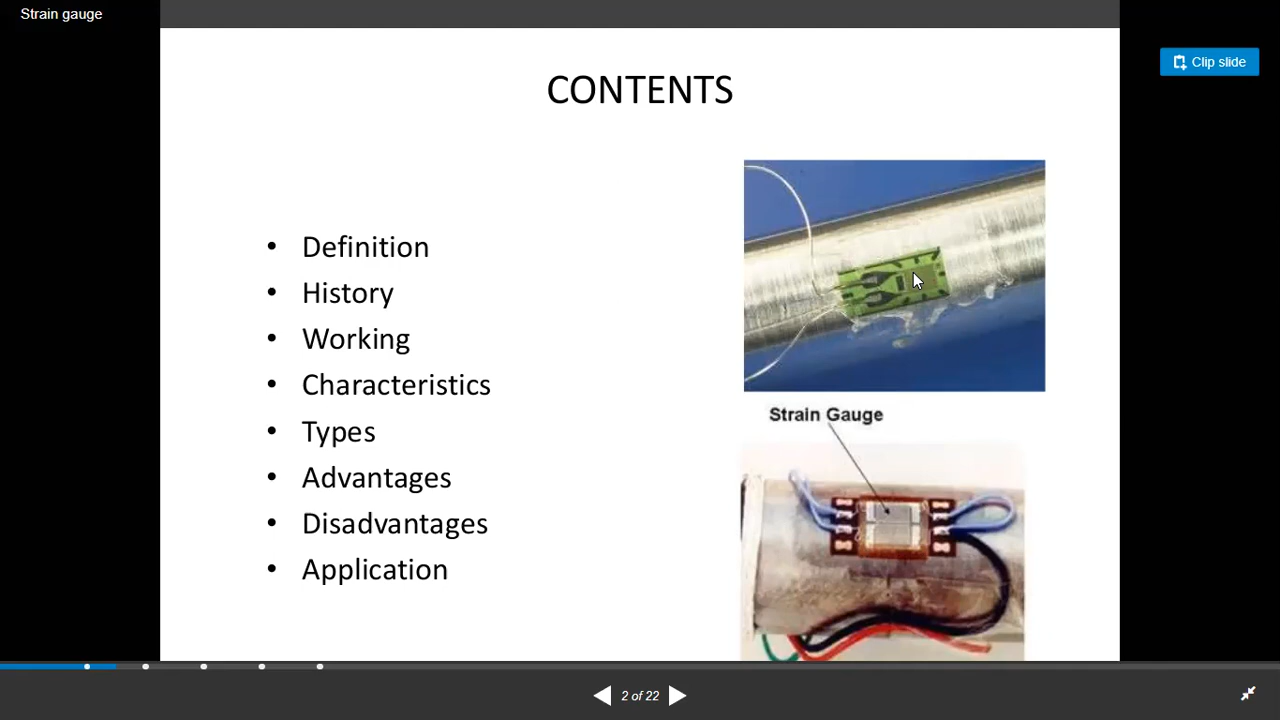 Strain gauge
Clip slide
CONTENTS
• Definition
• History
• Working
• Characteristics
• Types
• Advantages
• Disadvantages
• Application
Strain Gauge
2 of 22